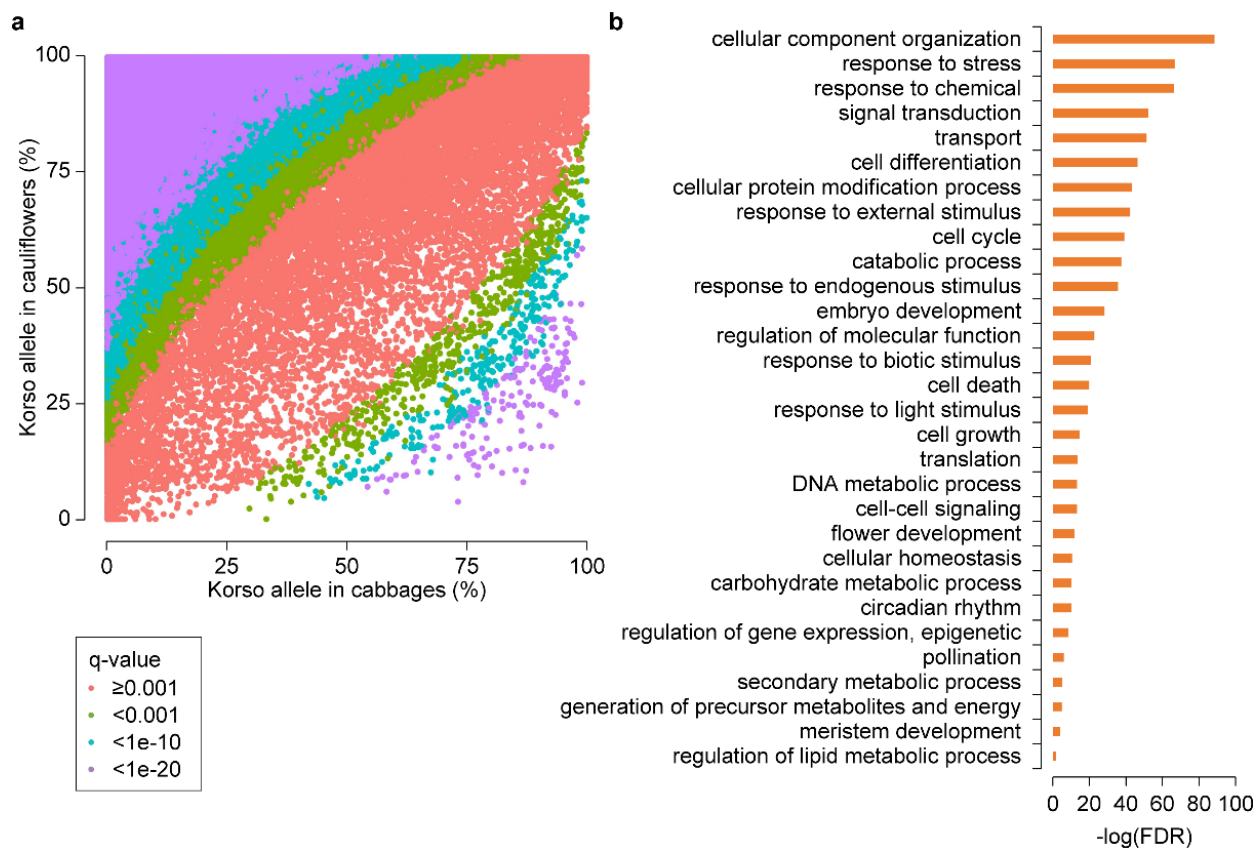 a
Korso allele in cauliflowers (%)
100
75
50
25
0
0 25 50 75 100
Korso allele in cabbages (%)
q-value
≥0.001
<0.001
<1e-10
<1e-20
b
cellular component organization
response to stress
response to chemical
signal transduction
transport
cell differentiation
cellular protein modification process
response to external stimulus
cell cycle
catabolic process
response to endogenous stimulus
embryo development
regulation of molecular function
response to biotic stimulus
cell death
response to light stimulus
cell growth
translation
DNA metabolic process
cell-cell signaling
flower development
cellular homeostasis
carbohydrate metabolic process
circadian rhythm
regulation of gene expression, epigenetic
pollination
secondary metabolic process
generation of precursor metabolites and energy
meristem development
regulation of lipid metabolic process
0 20 40 60 80 100
-log(FDR)